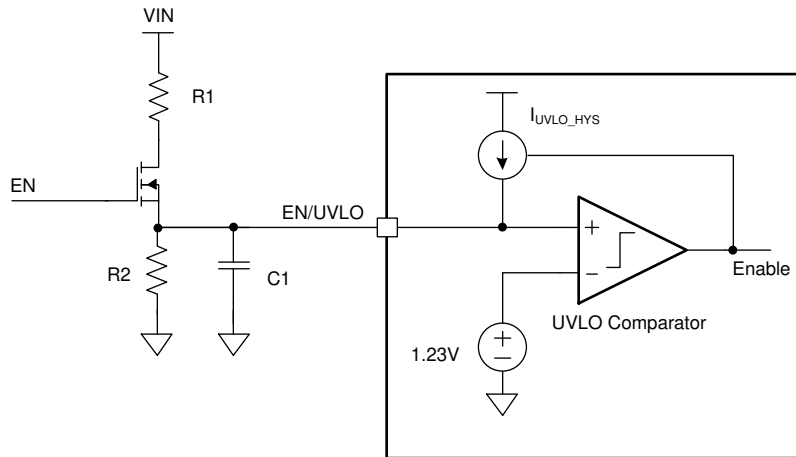 VIN
R1
I_UVLO_HYS
EN
EN/UVLO
+
R2
C1
−
Enable
UVLO Comparator
1.23V
+
−